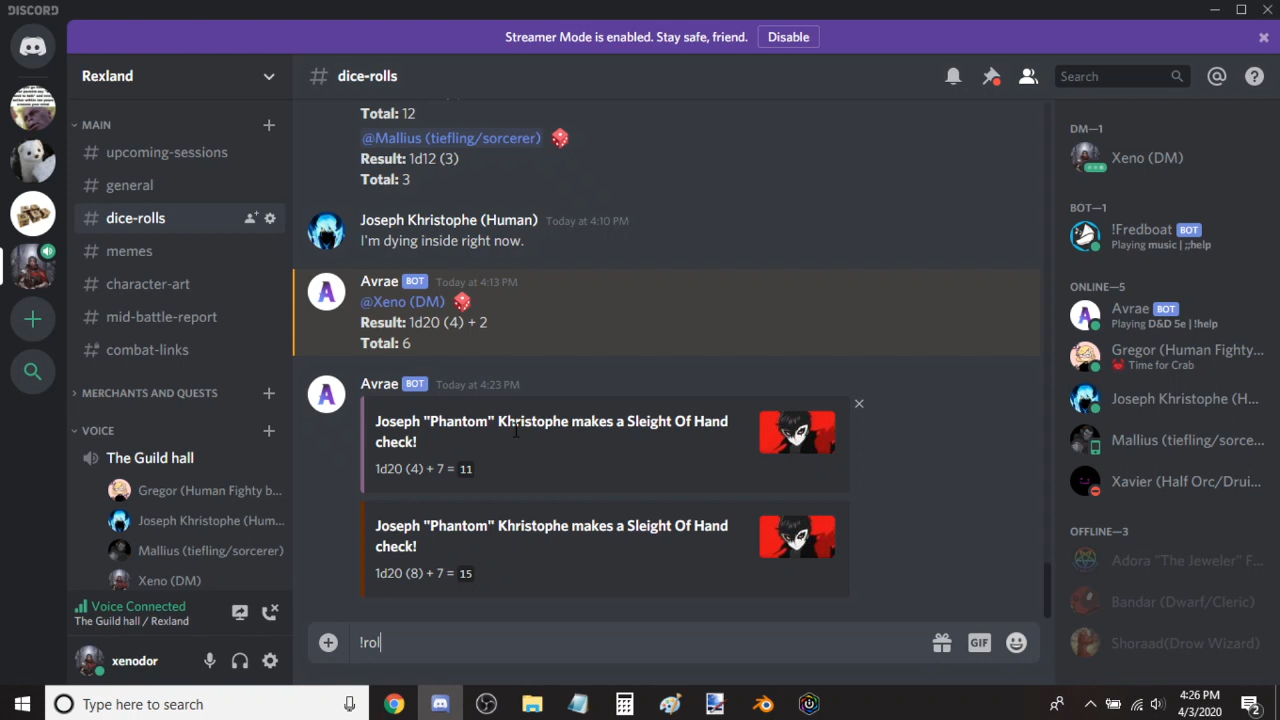 DISCORD
Streamer Mode is enabled. Stay safe, friend. Disable
Rexland
# dice-rolls
Search
MAIN
# upcoming-sessions
# general
# dice-rolls
# memes
# character-art
# mid-battle-report
# combat-links
MERCHANTS AND QUESTS
VOICE
The Guild hall
Gregor (Human Fighty b...
Joseph Khristophe (Hum...
Mallius (tiefling/sorcerer)
Xeno (DM)
Voice Connected
The Guild hall / Rexland
xenodor
Total: 12
@Mallius (tiefling/sorcerer)
Result: 1d12 (3)
Total: 3
Joseph Khristophe (Human) Today at 4:10 PM
I'm dying inside right now.
Avrae BOT Today at 4:13 PM
@Xeno (DM)
Result: 1d20 (4) + 2
Total: 6
Avrae BOT Today at 4:23 PM
Joseph "Phantom" Khristophe makes a Sleight Of Hand
check!
1d20 (4) + 7 = 11
Joseph "Phantom" Khristophe makes a Sleight Of Hand
check!
1d20 (8) + 7 = 15
!rol
GIF
DM—1
Xeno (DM)
BOT—1
!Fredboat BOT
Playing music | ;;help
ONLINE—5
Avrae BOT
Playing D&D 5e | !help
Gregor (Human Fighty...
Time for Crab
Joseph Khristophe (H...
Mallius (tiefling/sorce...
Xavier (Half Orc/Drui...
OFFLINE—3
Adora "The Jeweler" F...
Bandar (Dwarf/Cleric)
Shoraad(Drow Wizard)
Type here to search
4:26 PM
4/3/2020
2